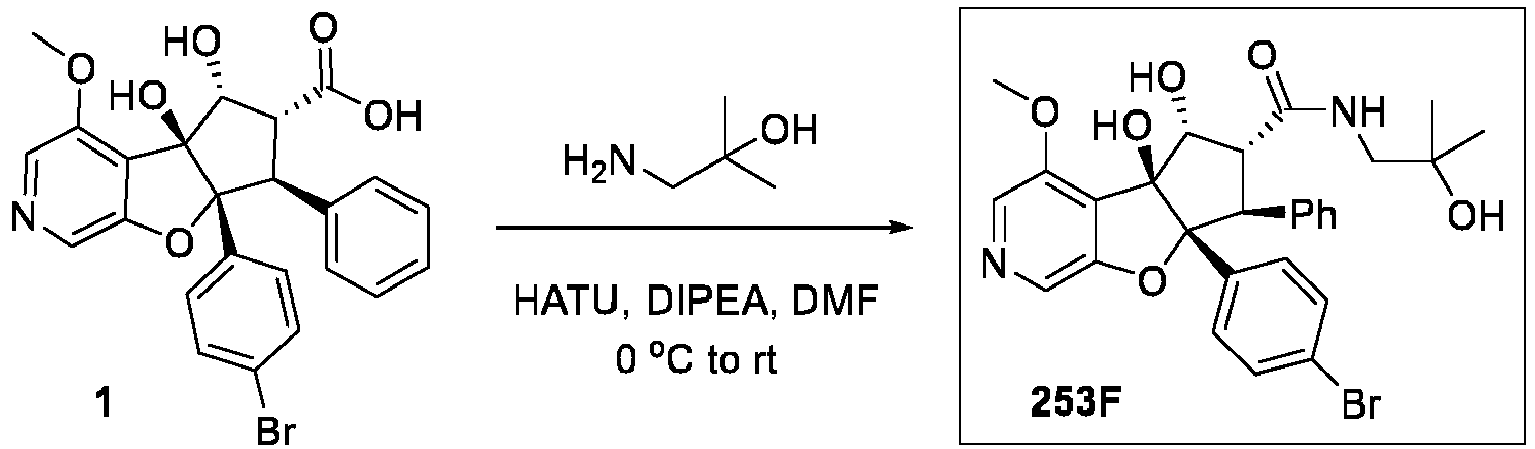 O
HO
O
HO
OH
N
O
Br
1
H₂N
OH
HATU, DIPEA, DMF
0 ºC to rt
O
HO
O
HO
NH
OH
Ph
N
O
Br
253F